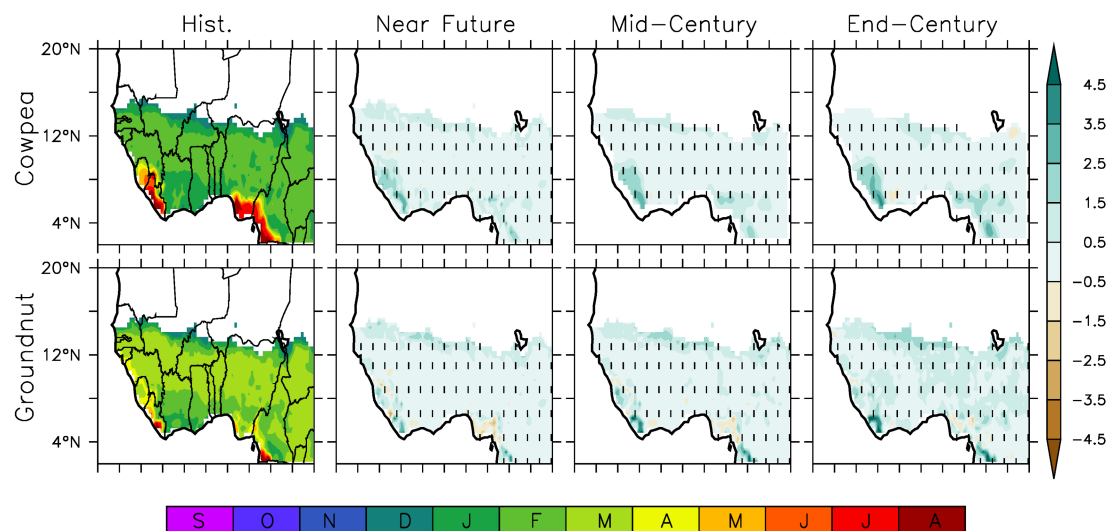 Hist. Near Future Mid-Century End-Century
20°N
Cowpea
12°N
4°N
20°N
Groundnut
12°N
4°N
4.5
3.5
2.5
1.5
0.5
-0.5
-1.5
-2.5
-3.5
-4.5
S O N D J F M A M J J A